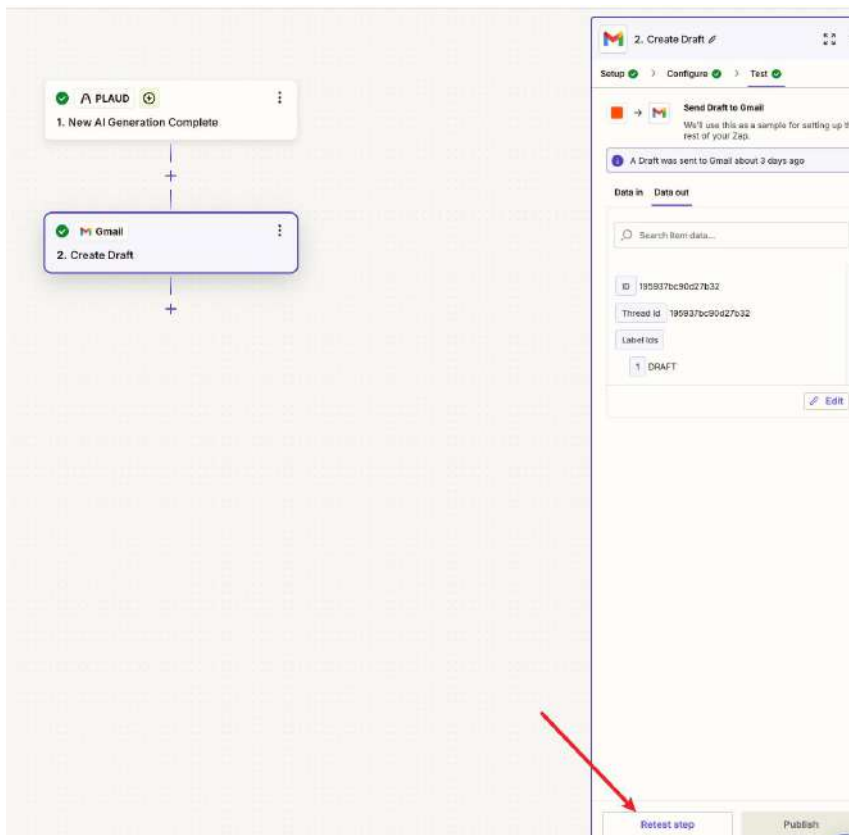 PLAUD
1. New AI Generation Complete
Gmail
2. Create Draft
2. Create Draft
Setup > Configure > Test
Send Draft to Gmail
We'll use this as a sample for setting up th
rest of your Zap.
A Draft was sent to Gmail about 3 days ago
Data in Data out
Search item data...
ID 195937bc90d27b32
Thread Id 195937bc90d27b32
Label Ids
1 DRAFT
Edit
Retest step Publish